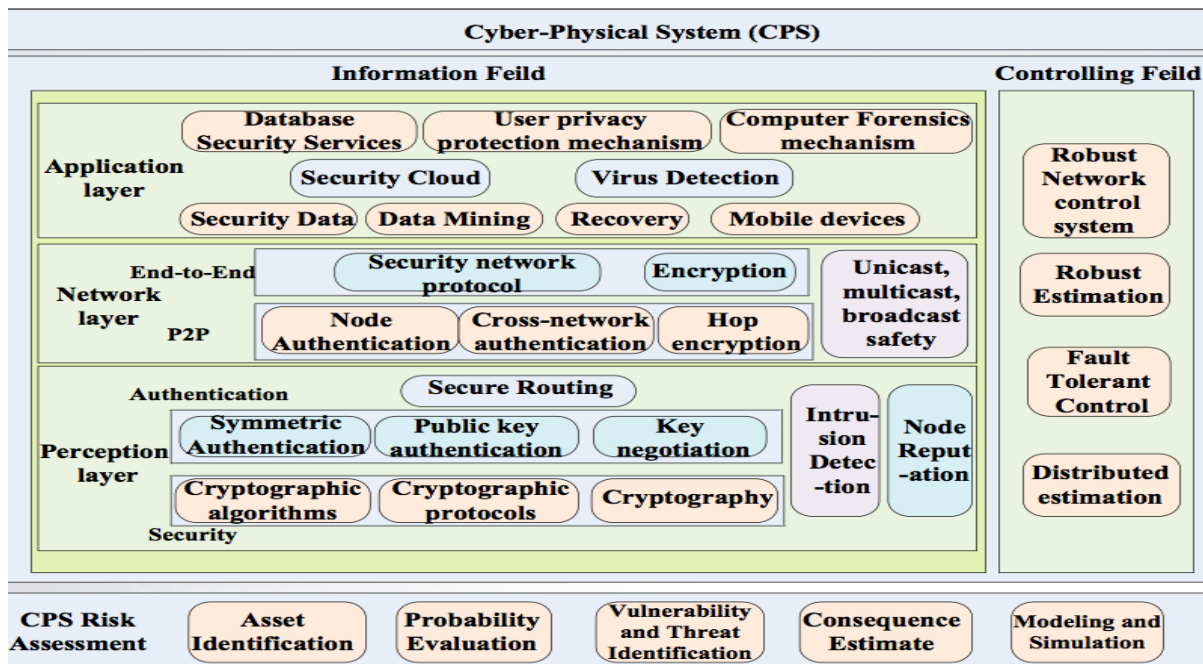 Cyber-Physical System (CPS)
Information Feild
Controlling Feild
Application
layer
Database
Security Services
User privacy
protection mechanism
Computer Forensics
mechanism
Security Cloud
Virus Detection
Security Data
Data Mining
Recovery
Mobile devices
Network
layer
End-to-End
Security network
protocol
Encryption
P2P
Node
Authentication
Cross-network
authentication
Hop
encryption
Unicast,
multicast,
broadcast
safety
Perception
layer
Secure Routing
Authentication
Symmetric
Authentication
Public key
authentication
Key
negotiation
Cryptographic
algorithms
Cryptographic
protocols
Cryptography
Security
Intru-
sion
Detec
-tion
Node
Reput
-ation
Robust
Network
control
system
Robust
Estimation
Fault
Tolerant
Control
Distributed
estimation
CPS Risk
Assessment
Asset
Identification
Probability
Evaluation
Vulnerability
and Threat
Identification
Consequence
Estimate
Modeling and
Simulation